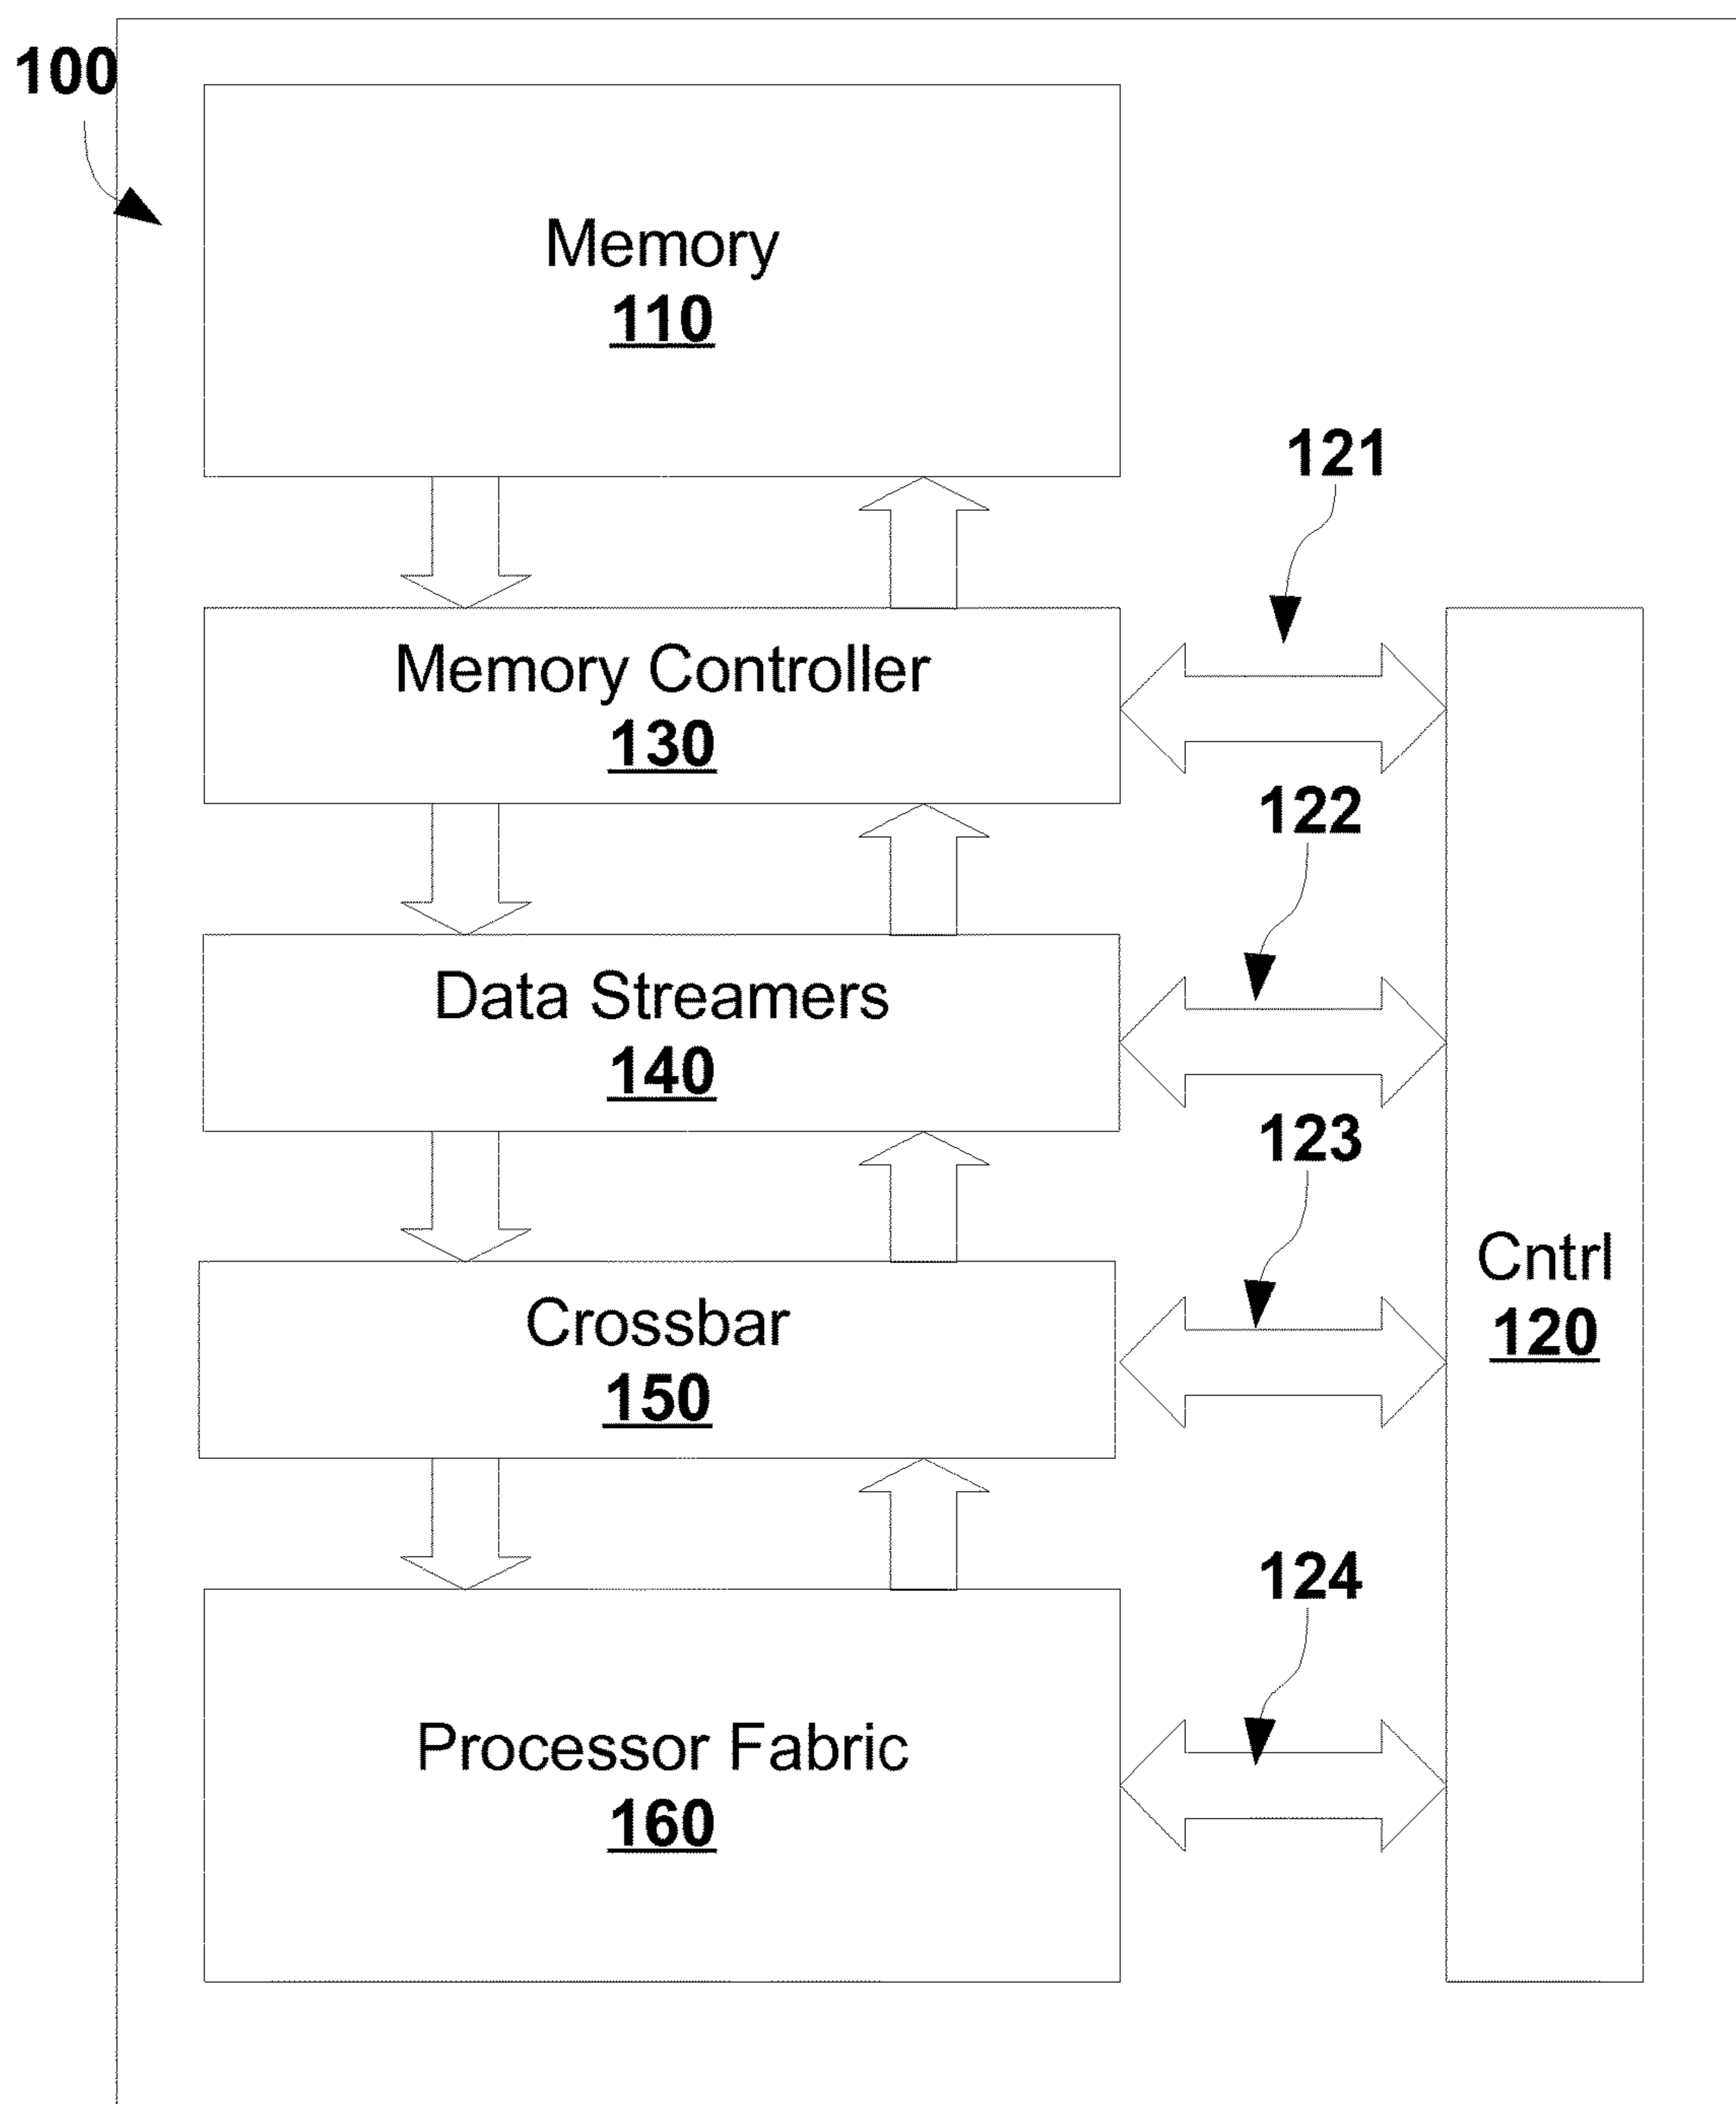 100
Memory
110
121
Memory Controller
130
122
Data Streamers
140
123
Cntrl
120
Crossbar
150
124
Processor Fabric
160